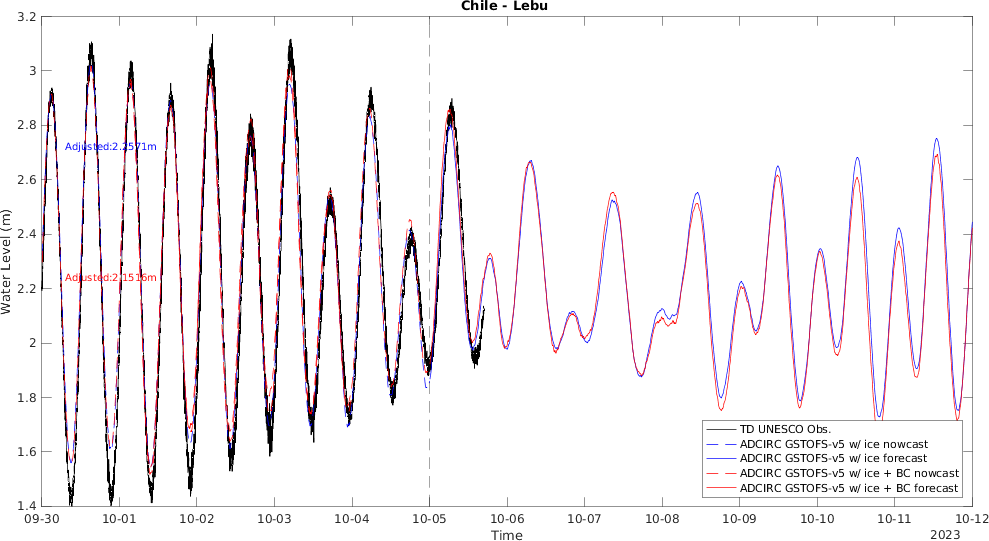 Chile - Lebu
3.2
3
2.8
2.6
2.4
2.2
2
1.8
1.6
1.4
Water Level (m)
Adjusted:2.2571m
Adjusted:2.1516m
TD UNESCO Obs.
ADCIRC GSTOFS-v5 w/ ice nowcast
ADCIRC GSTOFS-v5 w/ ice forecast
ADCIRC GSTOFS-v5 w/ ice + BC nowcast
ADCIRC GSTOFS-v5 w/ ice + BC forecast
09-30 10-01 10-02 10-03 10-04 10-05 10-06 10-07 10-08 10-09 10-10 10-11 10-12
Time
2023